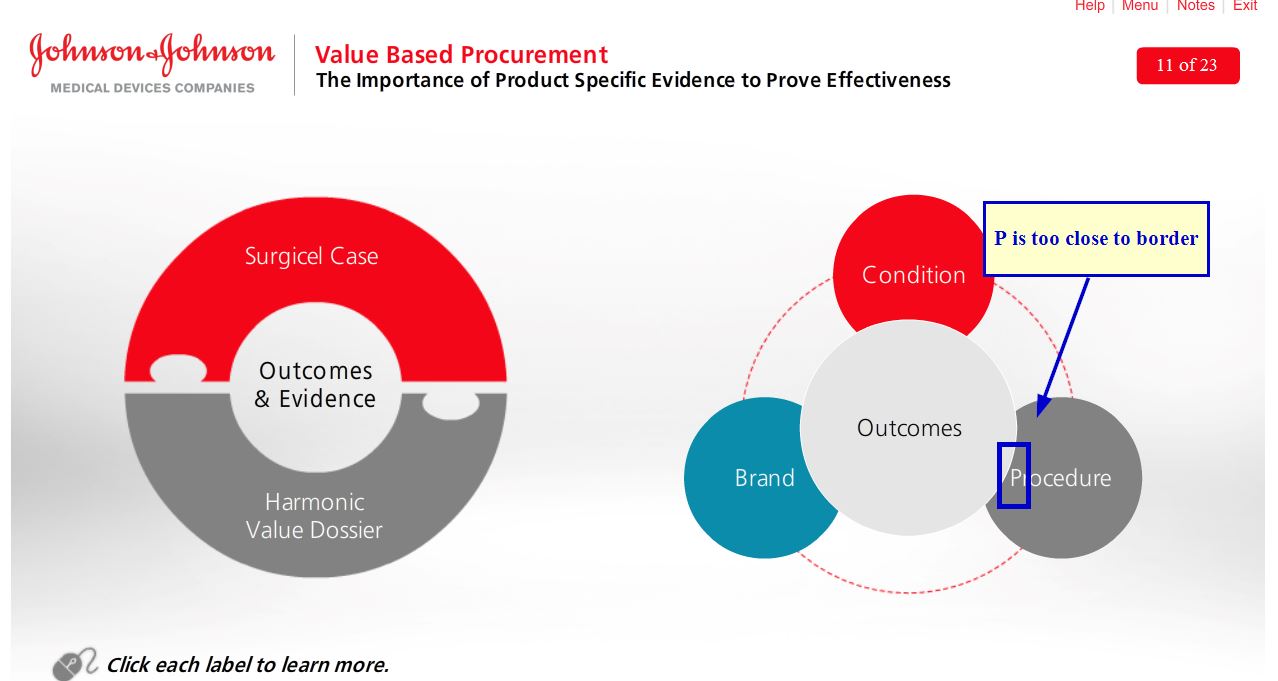 Help | Menu | Notes | Exit
Johnson & Johnson
MEDICAL DEVICES COMPANIES
Value Based Procurement
The Importance of Product Specific Evidence to Prove Effectiveness
11 of 23
Surgicel Case
Outcomes
& Evidence
Harmonic
Value Dossier
Condition
P is too close to border
Outcomes
Brand
Procedure
Click each label to learn more.